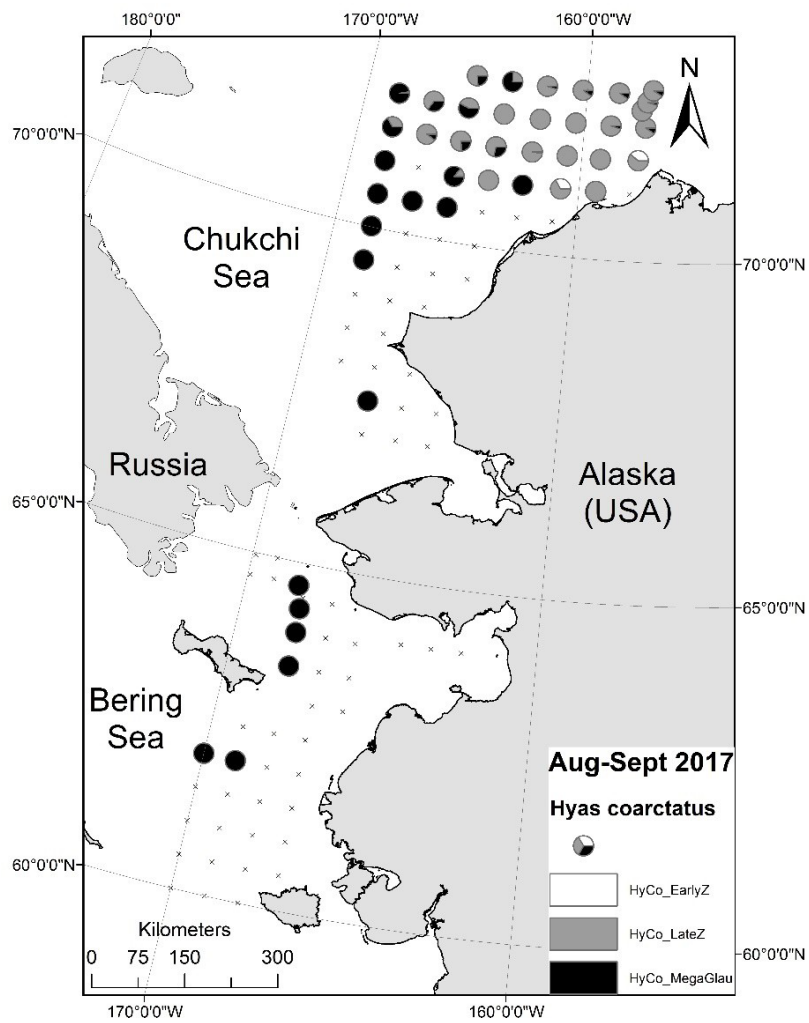 180°0'0"
170°0'0"W
160°0'0"W
N
70°0'0"N
Chukchi
Sea
70°0'0"N
Russia
Alaska
(USA)
65°0'0"N
65°0'0"N
Bering
Sea
Aug-Sept 2017
Hyas coarctatus
60°0'0"N
HyCo_EarlyZ
Kilometers
HyCo_LateZ
60°0'0"N
0 75 150 300
HyCo_MegaGlau
170°0'0"W
160°0'0"W